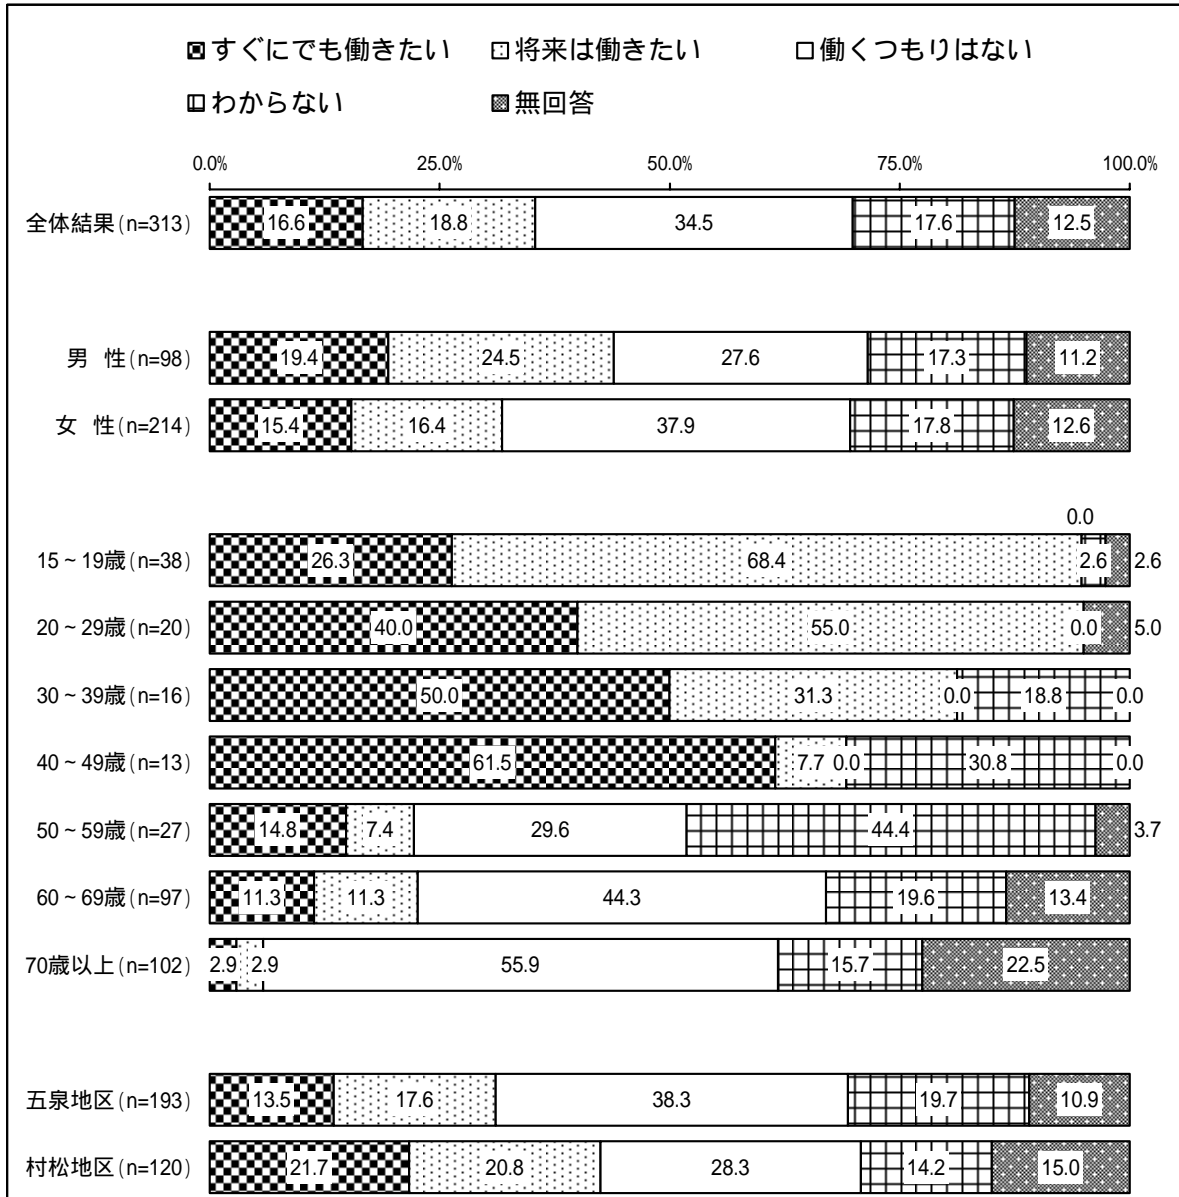 すぐにでも働きたい 将来は働きたい 働くつもりはない
わからない 無回答
0.0% 25.0% 50.0% 75.0% 100.0%
全体結果(n=313) 16.6 18.8 34.5 17.6 12.5
男 性(n=98) 19.4 24.5 27.6 17.3 11.2
女 性(n=214) 15.4 16.4 37.9 17.8 12.6
0.0
15~19歳(n=38) 26.3 68.4 2.6 2.6
20~29歳(n=20) 40.0 55.0 0.0 5.0
30~39歳(n=16) 50.0 31.3 0.0 18.8 0.0
40~49歳(n=13) 61.5 7.7 0.0 30.8 0.0
50~59歳(n=27) 14.8 7.4 29.6 44.4 3.7
60~69歳(n=97) 11.3 11.3 44.3 19.6 13.4
70歳以上(n=102) 2.9 2.9 55.9 15.7 22.5
五泉地区(n=193) 13.5 17.6 38.3 19.7 10.9
村松地区(n=120) 21.7 20.8 28.3 14.2 15.0